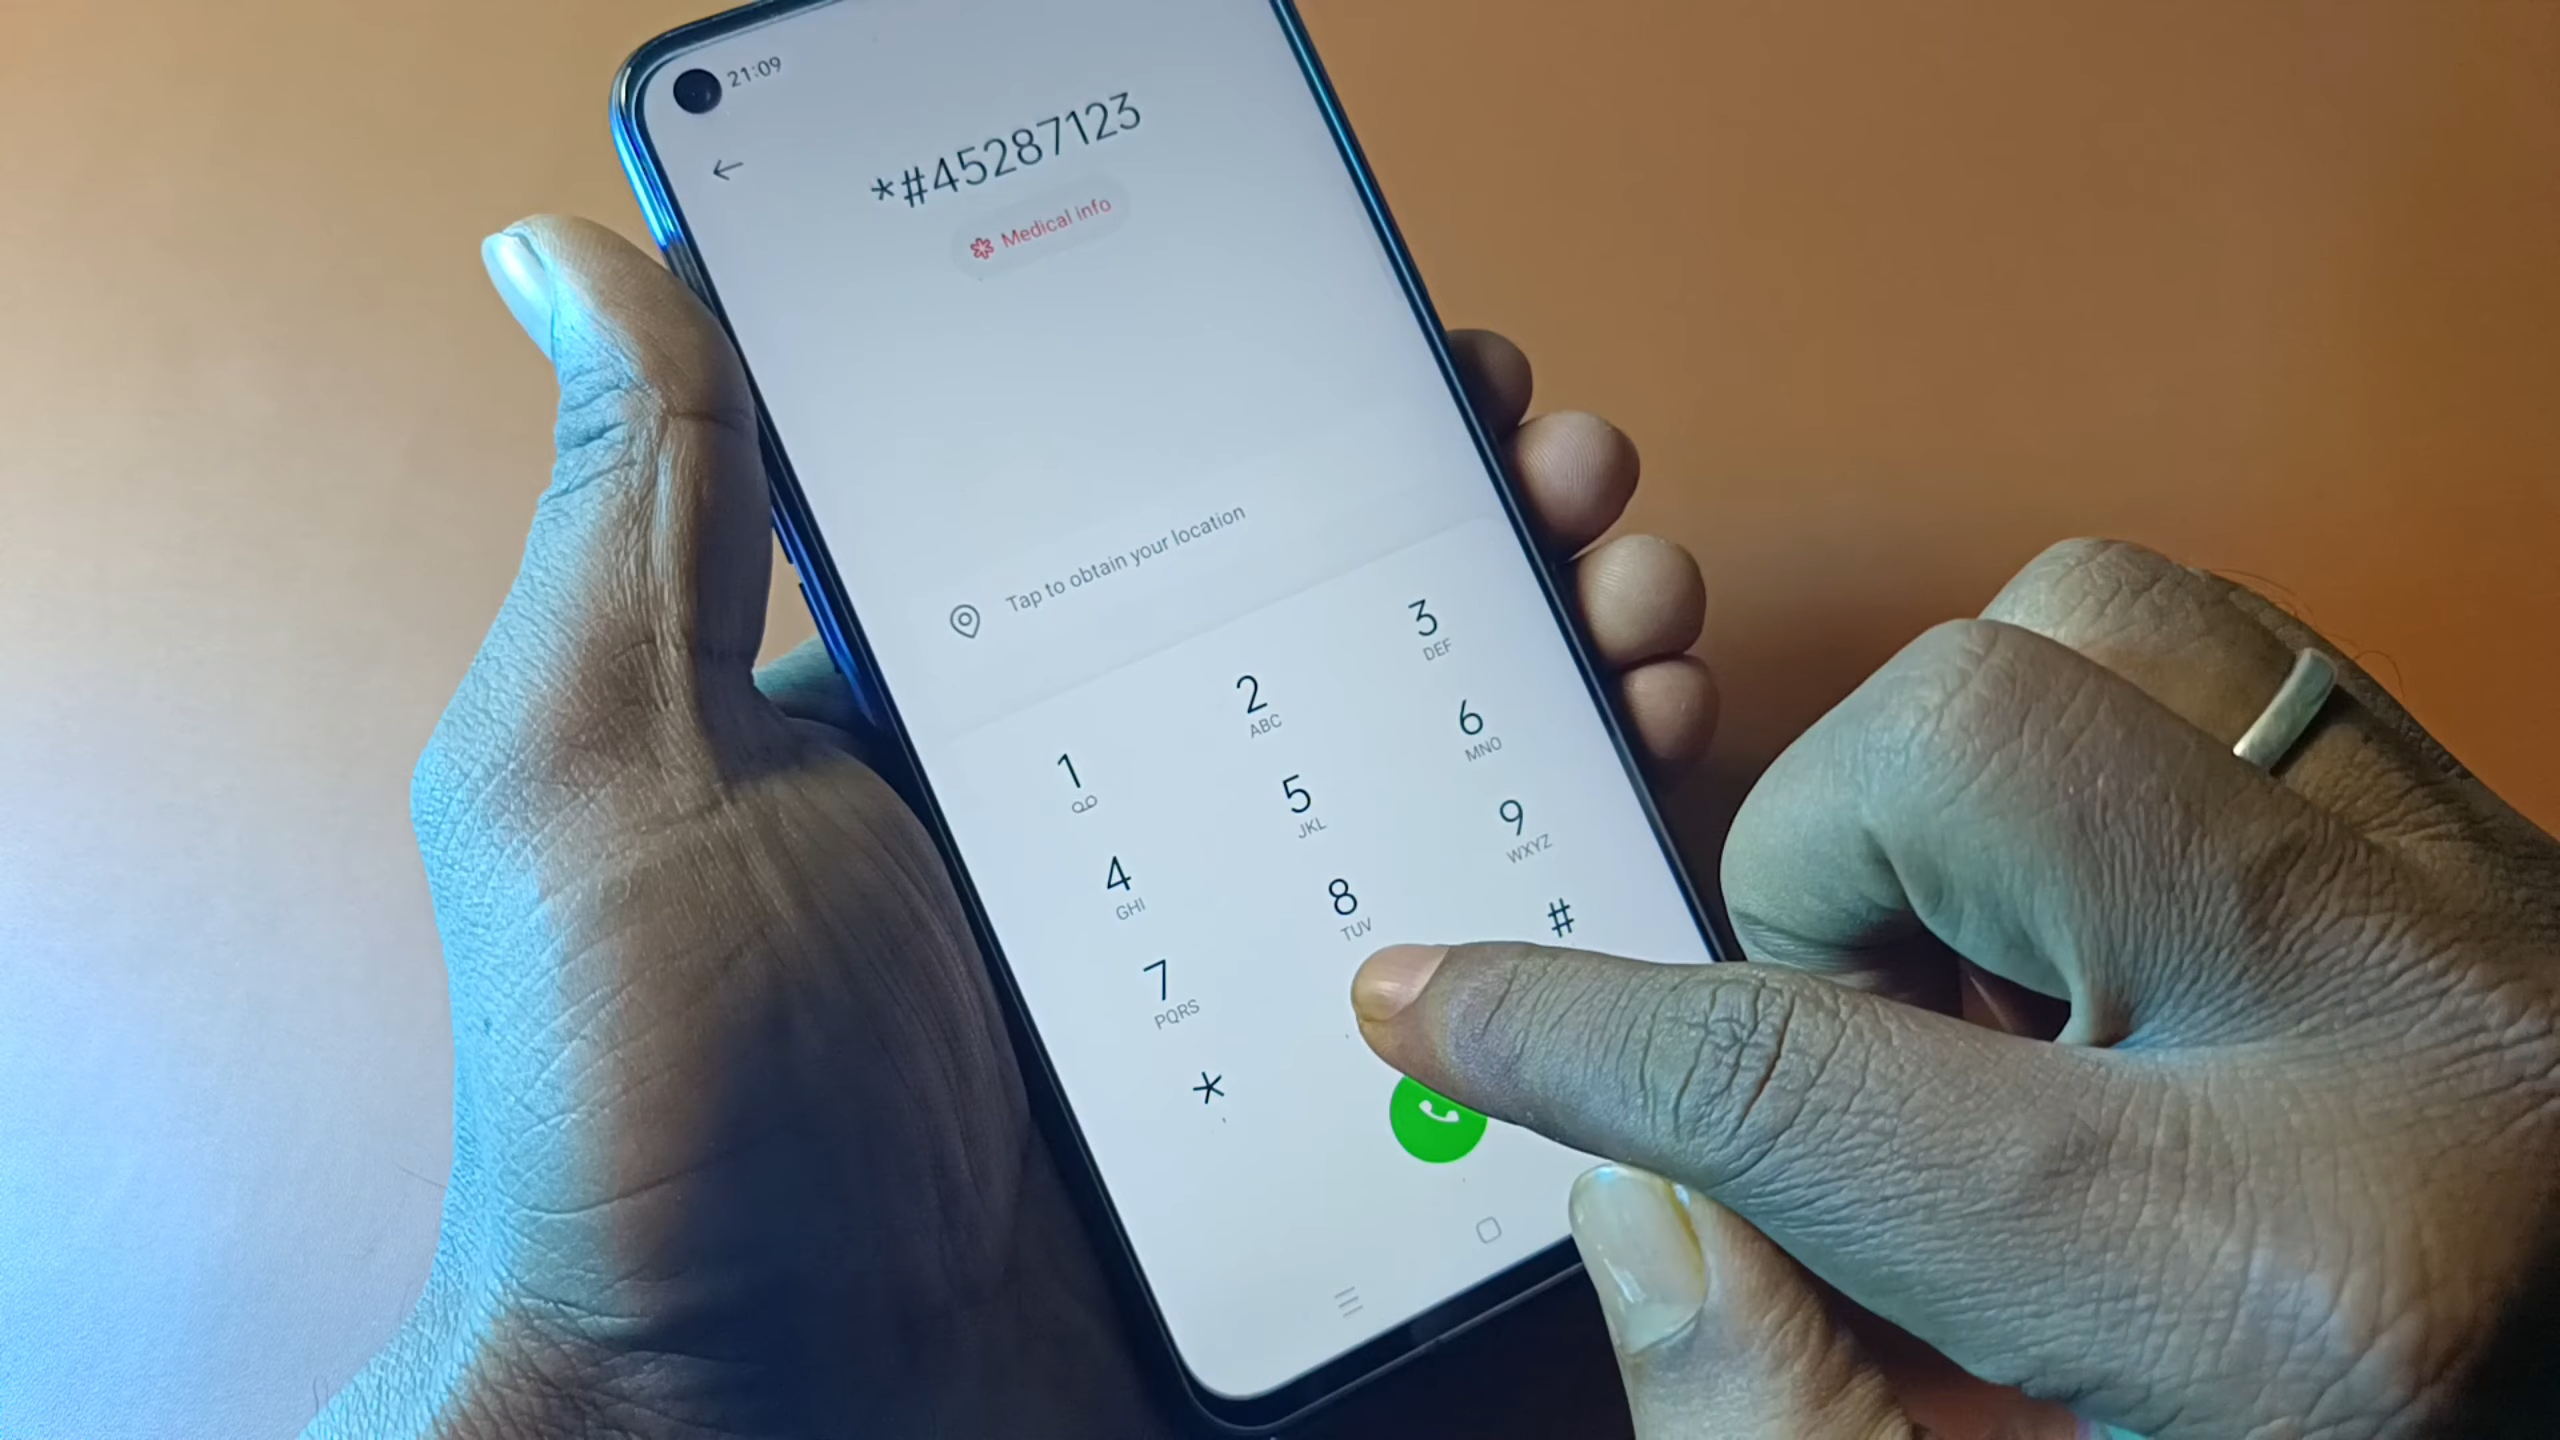 21:09
*#45287123
Medical info
Tap to obtain your location
1
2
ABC
3
DEF
4
GHI
5
JKL
6
MNO
7
PQRS
8
TUV
9
WXYZ
*
#